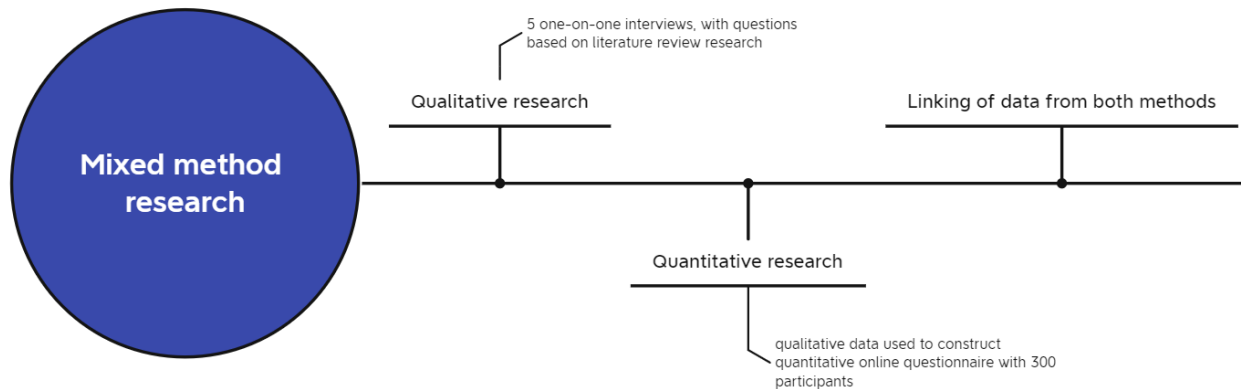 5 one-on-one interviews, with questions
based on literature review research
Qualitative research
Linking of data from both methods
Mixed method
research
Quantitative research
qualitative data used to construct
quantitative online questionnaire with 300
participants